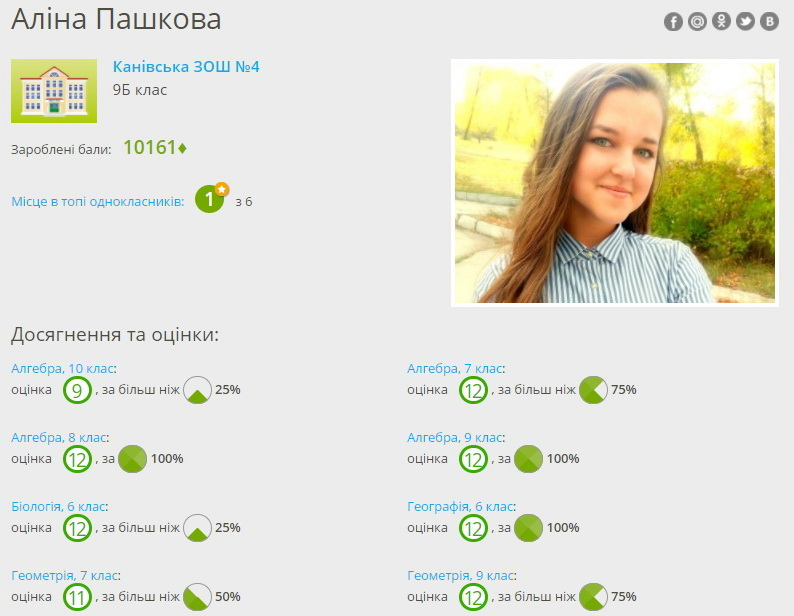 Аліна Пашкова
Канівська ЗОШ №4
9Б клас
Зароблені бали: 10161♦
Місце в топі однокласників: 1 з 6
Досягнення та оцінки:
Алгебра, 10 клас:
оцінка 9 , за більш ніж 25%
Алгебра, 7 клас:
оцінка 12 , за більш ніж 75%
Алгебра, 8 клас:
оцінка 12 , за 100%
Алгебра, 9 клас:
оцінка 12 , за 100%
Біологія, 6 клас:
оцінка 12 , за більш ніж 25%
Географія, 6 клас:
оцінка 12 , за 100%
Геометрія, 7 клас:
оцінка 11 , за більш ніж 50%
Геометрія, 9 клас:
оцінка 12 , за більш ніж 75%